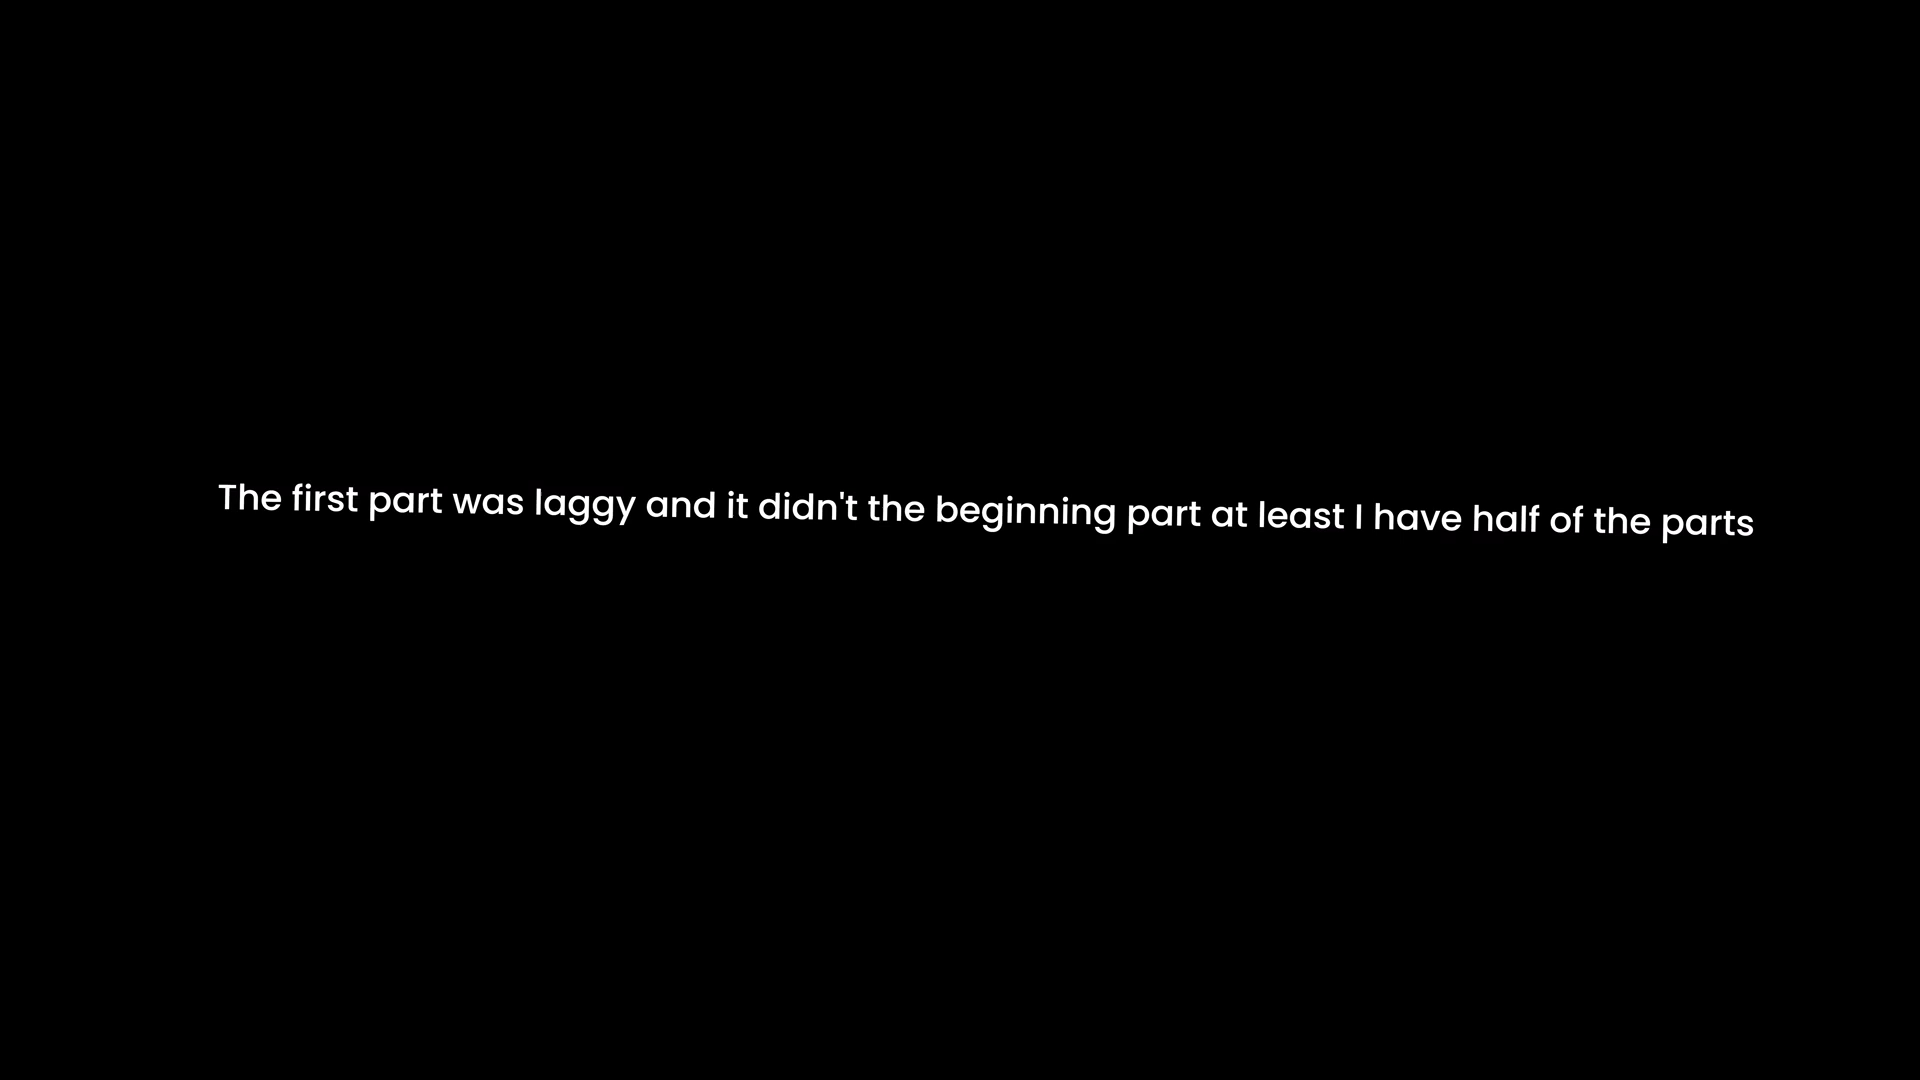 The first part was laggy and it didn't the beginning part at least I have half of the parts